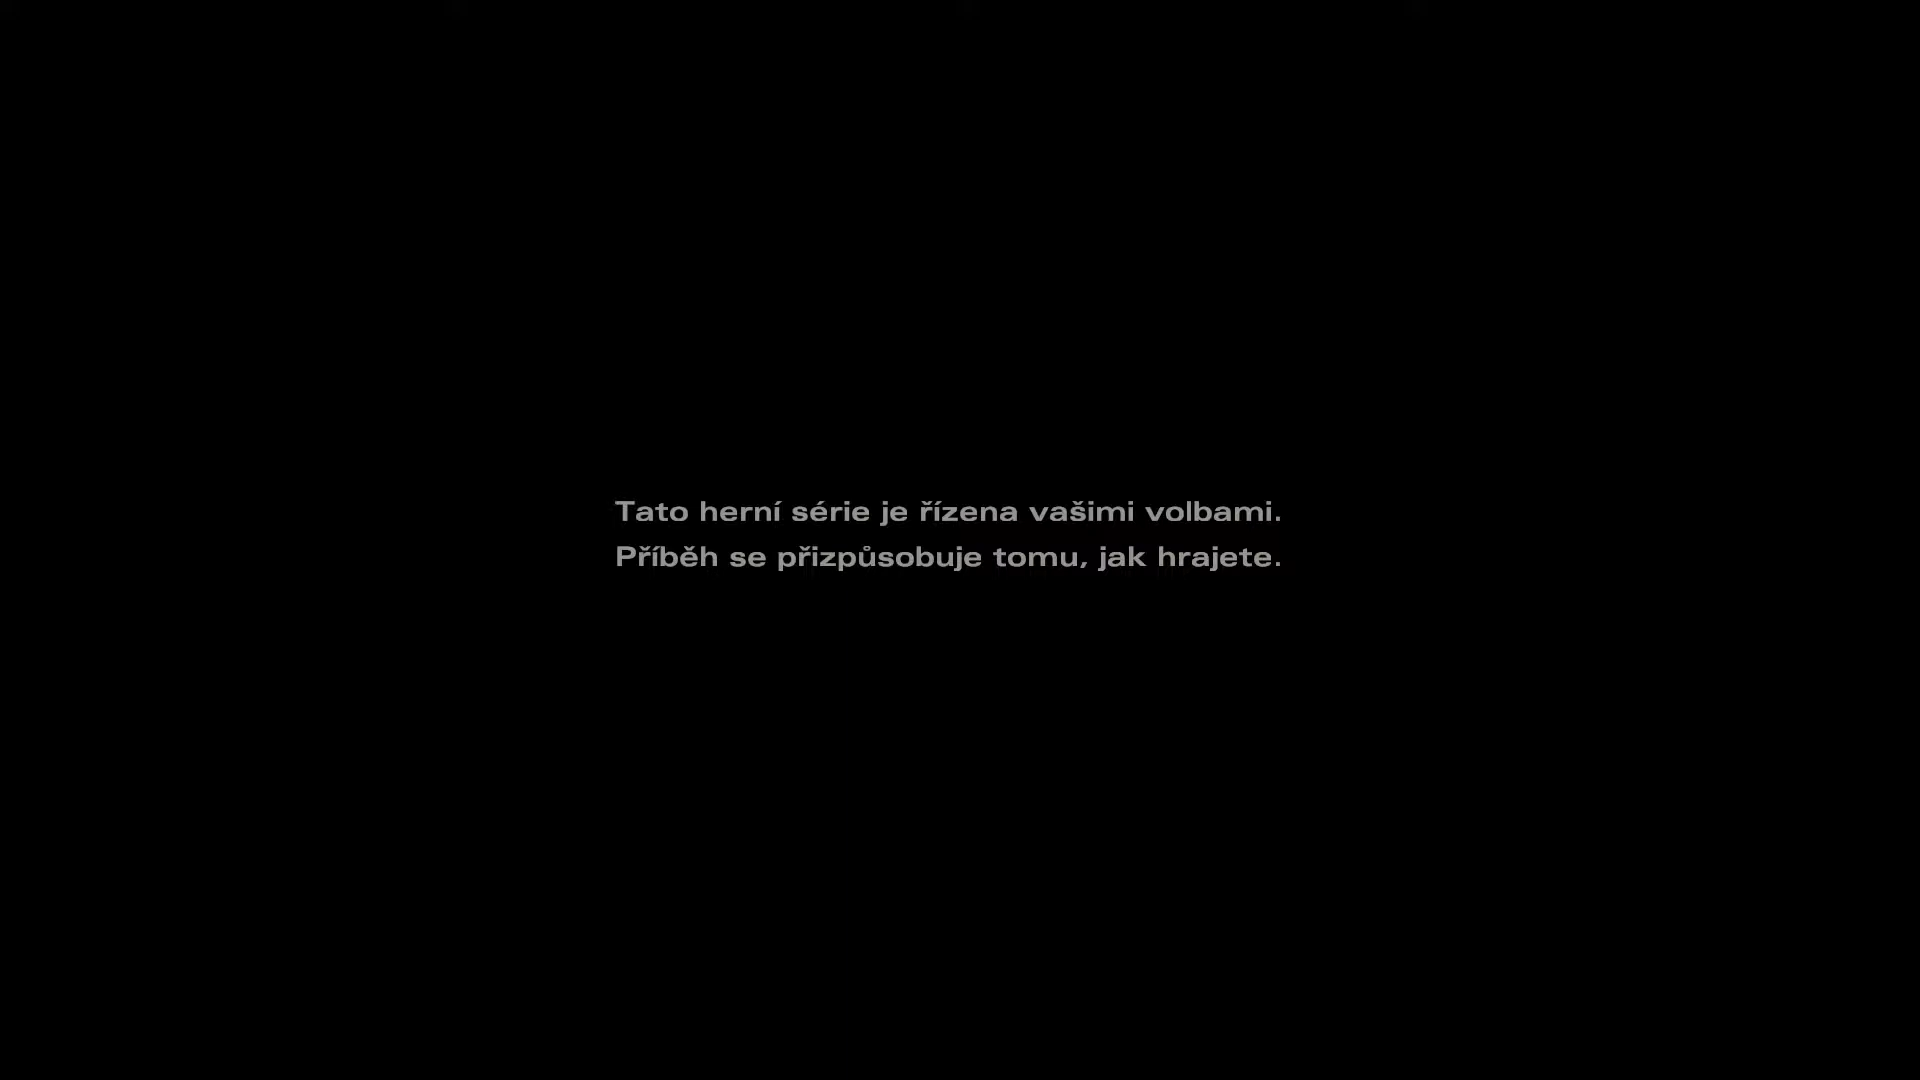 Tato herní série je řízena vašimi volbami.
Příběh se přizpůsobuje tomu, jak hrajete.